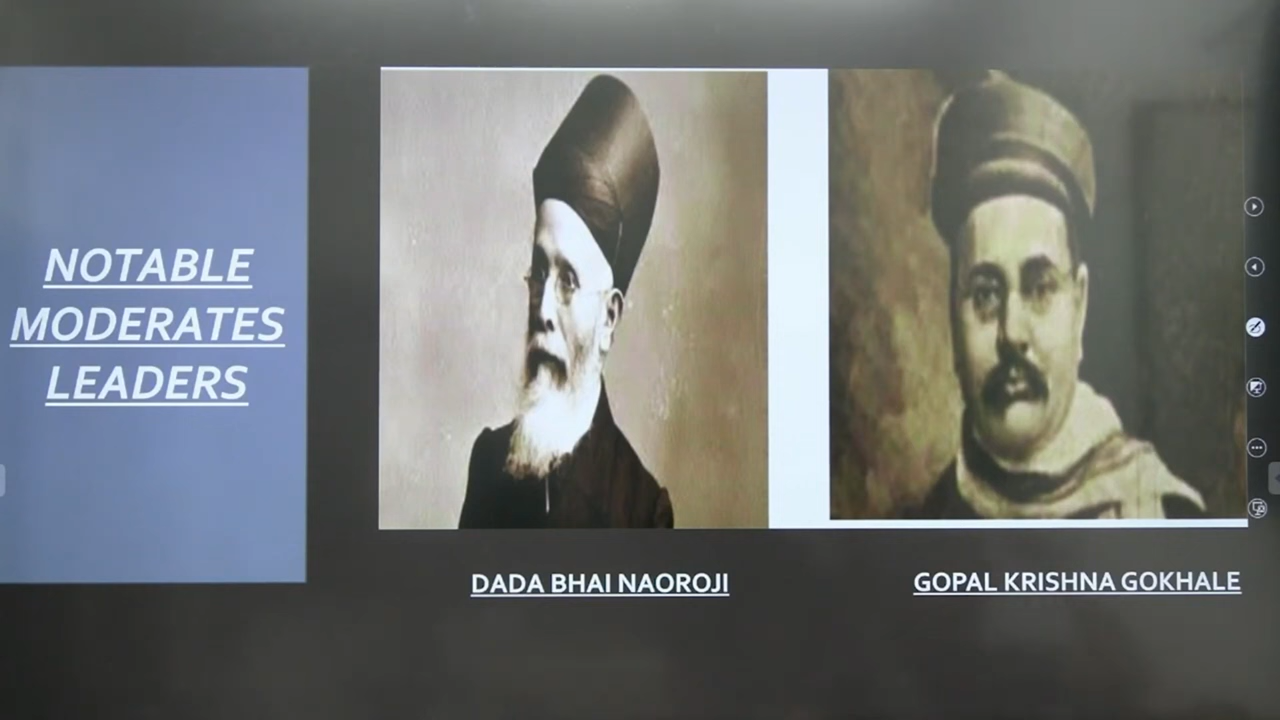 NOTABLE
MODERATES
LEADERS
DADA BHAI NAOROJI
GOPAL KRISHNA GOKHALE